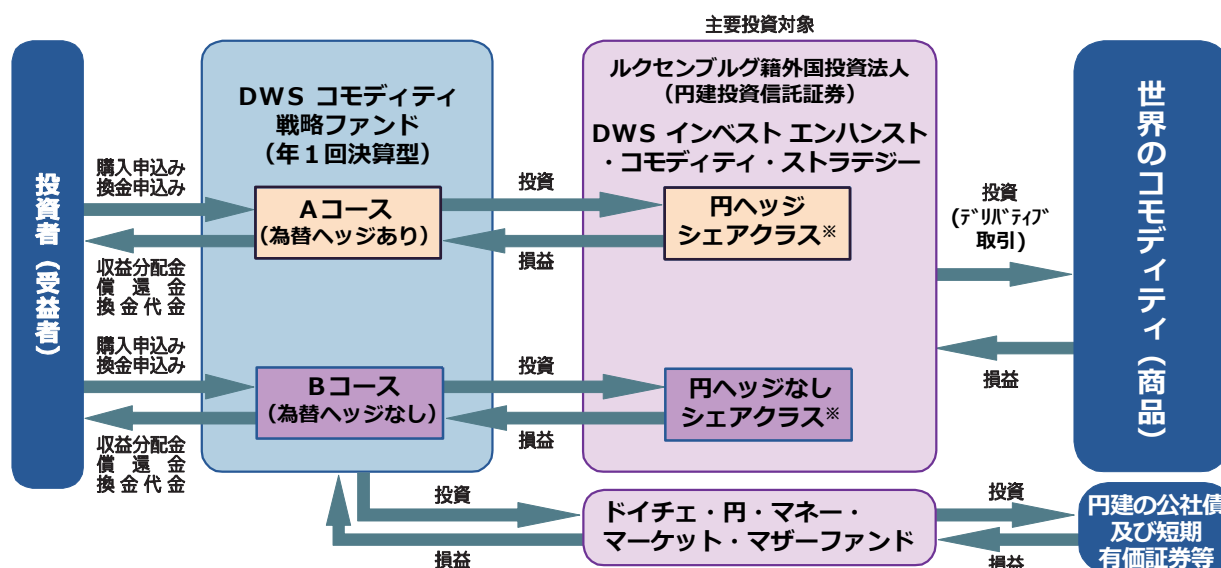 主要投資対象
投資者（受益者）
購入申込み
換金申込み
収益分配金
償還金
換金代金
購入申込み
換金申込み
収益分配金
償還金
換金代金
DWS コモディティ
戦略ファンド
（年１回決算型）
Aコース
（為替ヘッジあり）
Bコース
（為替ヘッジなし）
投資
損益
投資
損益
ルクセンブルグ籍外国投資法人
（円建投資信託証券）
DWS インベスト エンハンスト
・コモディティ・ストラテジー
円ヘッジ
シェアクラス※
円ヘッジなし
シェアクラス※
投資
(ﾃﾞﾘﾊﾞﾃｨﾌﾞ
取引)
損益
世界のコモディティ（商品）
投資
損益
ドイチェ・円・マネー・
マーケット・マザーファンド
投資
損益
円建の公社債
及び短期
有価証券等